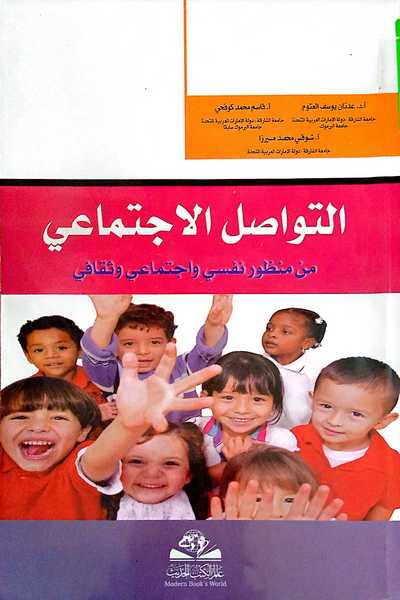 أ.د. عدنان يوسف العتوم
جامعة الشارقة- دولة الإمارات العربية المتحدة
جامعة اليرموك
أ. قاسم محمد كوفحي
جامعة الشارقة- دولة الإمارات العربية المتحدة
جامعة اليرموك سابقا
أ. شوقي محمد ميرزا
جامعة الشارقة- دولة الإمارات العربية المتحدة
التواصل الاجتماعي
من منظور نفسي واجتماعي وثقافي
عالم الكتب الحديث
Modern Book's World